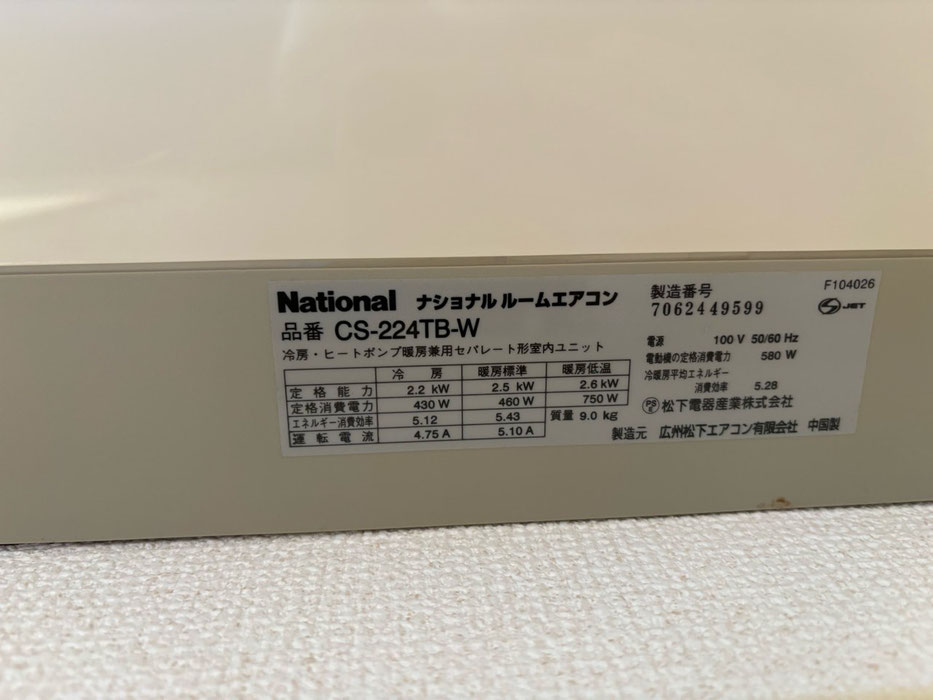 National ナショナル ルームエアコン
品番 CS-224TB-W
冷房・ヒートポンプ暖房兼用セパレート形室内ユニット
冷 房 暖房標準 暖房低温
定格能力 2.2 kW 2.5 kW 2.6 kW
定格消費電力 430 W 460 W 750 W
エネルギー消費効率 5.12 5.43
運転電流 4.75 A 5.10 A
質量 9.0 kg
製造番号
7062449599
F104026
JET
電源 100 V 50/60 Hz
電動機の定格消費電力 580 W
冷暖房平均エネルギー
消費効率 5.28
PS E 松下電器産業株式会社
製造元 広州松下エアコン有限会社 中国製